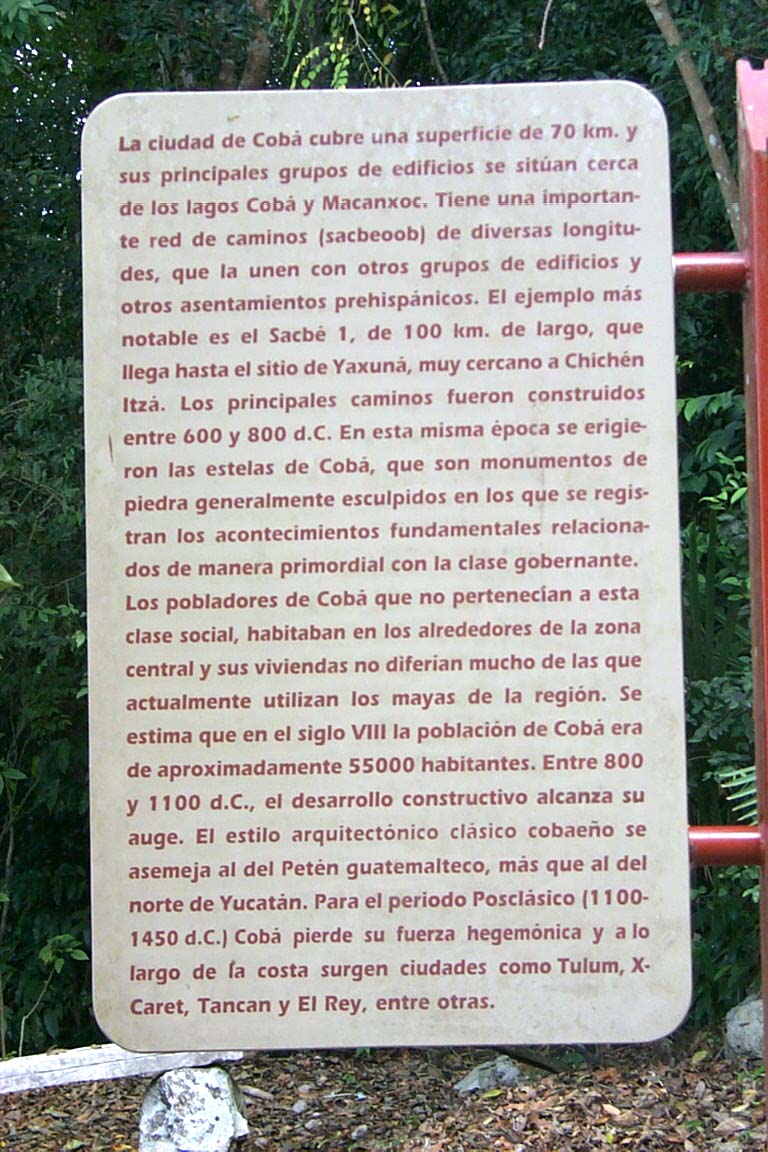 La ciudad de Cobá cubre una superficie de 70 km. y
sus principales grupos de edificios se sitúan cerca
de los lagos Cobá y Macanxoc. Tiene una importan-
te red de caminos (sacbeoob) de diversas longitu-
des, que la unen con otros grupos de edificios y
otros asentamientos prehispánicos. El ejemplo más
notable es el Sacbé 1, de 100 km. de largo, que
llega hasta el sitio de Yaxuná, muy cercano a Chichén
Itzá. Los principales caminos fueron construidos
entre 600 y 800 d.C. En esta misma época se erigie-
ron las estelas de Cobá, que son monumentos de
piedra generalmente esculpidos en los que se regis-
tran los acontecimientos fundamentales relaciona-
dos de manera primordial con la clase gobernante.
Los pobladores de Cobá que no pertenecían a esta
clase social, habitaban en los alrededores de la zona
central y sus viviendas no diferían mucho de las que
actualmente utilizan los mayas de la región. Se
estima que en el siglo VIII la población de Cobá era
de aproximadamente 55000 habitantes. Entre 800
y 1100 d.C., el desarrollo constructivo alcanza su
auge. El estilo arquitectónico clásico cobaeño se
asemeja al del Petén guatemalteco, más que al del
norte de Yucatán. Para el periodo Posclásico (1100-
1450 d.C.) Cobá pierde su fuerza hegemónica y a lo
largo de la costa surgen ciudades como Tulum, X-
Caret, Tancan y El Rey, entre otras.